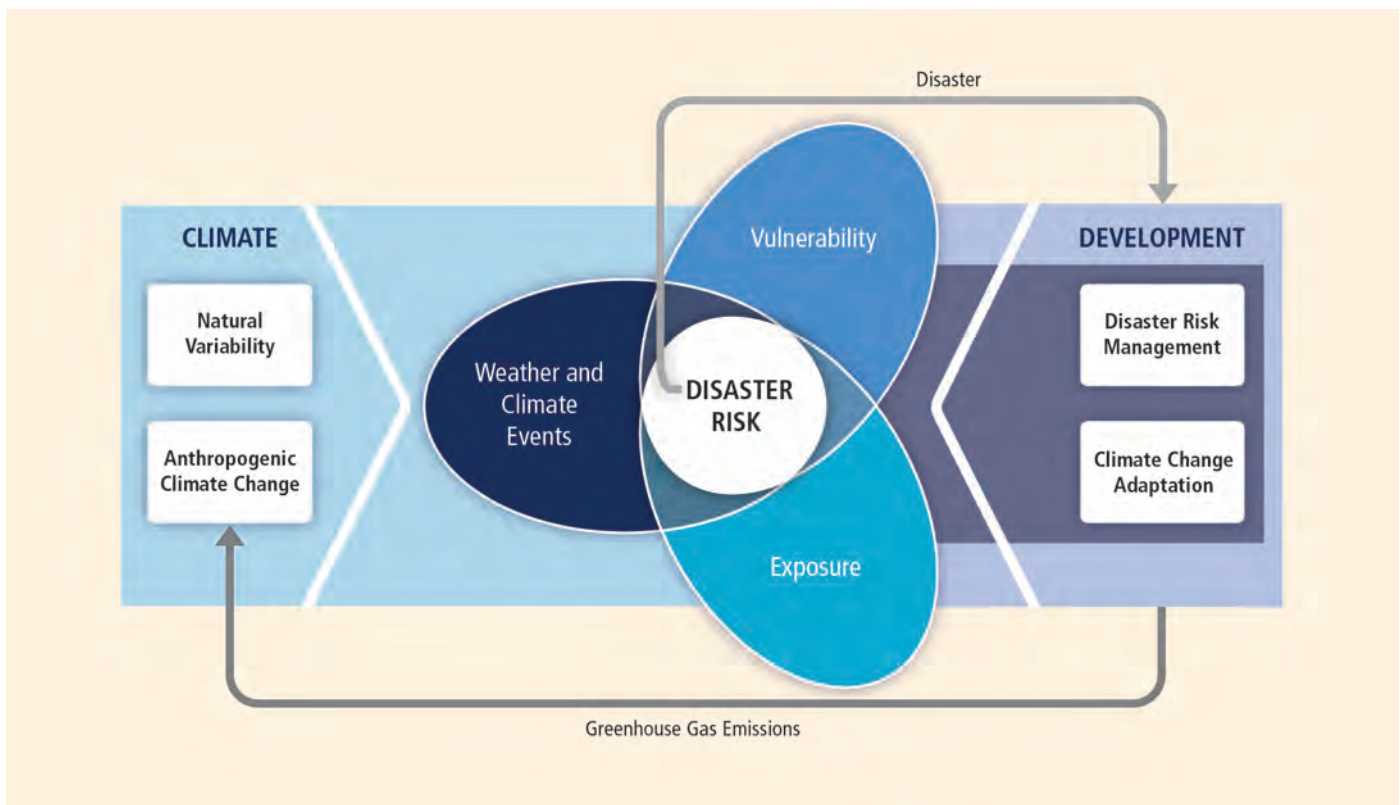 Disaster
CLIMATE
Natural
Variability
Anthropogenic
Climate Change
Weather and
Climate
Events
Vulnerability
DISASTER
RISK
Exposure
DEVELOPMENT
Disaster Risk
Management
Climate Change
Adaptation
Greenhouse Gas Emissions